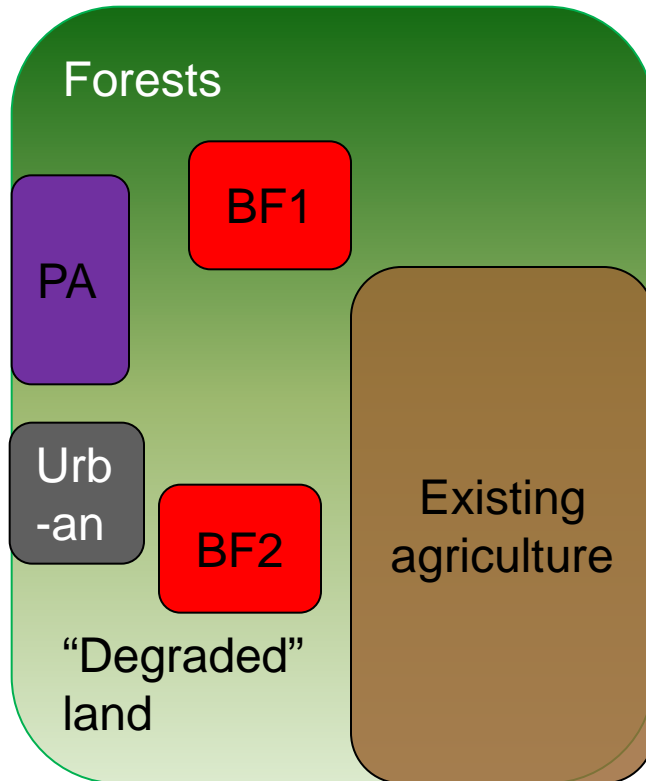 Forests
BF1
PA
Urb
-an
BF2
Existing
agriculture
“Degraded”
land